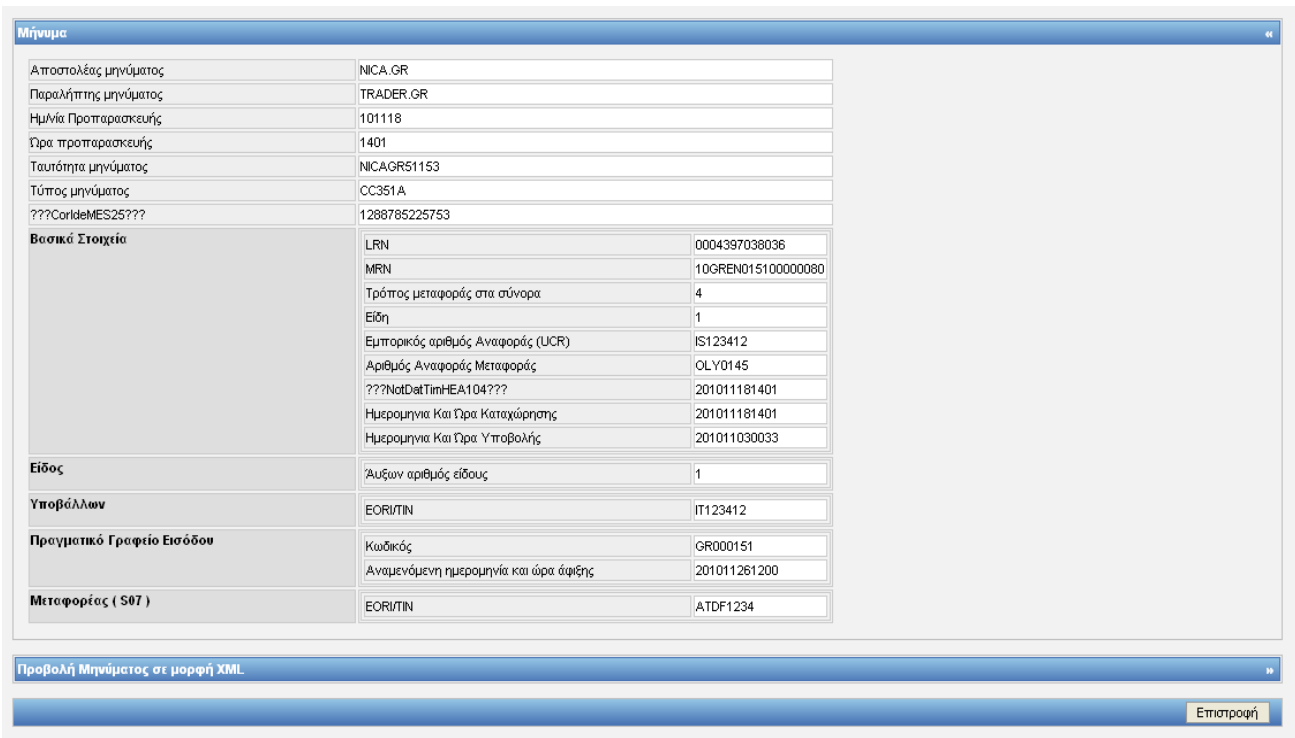 Μήνυμα «
Αποστολέας μηνύματος NICA.GR
Παραλήπτης μηνύματος TRADER.GR
Ημ/νία Προπαρασκευής 101118
Ώρα προπαρασκευής 1401
Ταυτότητα μηνύματος NICAGR51153
Τύπος μηνύματος CC351A
???CorIdeMES25??? 1288785225753
Βασικά Στοιχεία
LRN 0004397038036
MRN 10GREN015100000080
Τρόπος μεταφοράς στα σύνορα 4
Είδη 1
Εμπορικός αριθμός Αναφοράς (UCR) IS123412
Αριθμός Αναφοράς Μεταφοράς OLY0145
???NotDatTimHEA104??? 201011181401
Ημερομηνια Και Ώρα Καταχώρησης 201011181401
Ημερομηνια Και Ώρα Υποβολής 201011030033
Είδος
Άυξων αριθμός είδους 1
Υποβάλλων
EORI/TIN IT123412
Πραγματικό Γραφείο Εισόδου
Κωδικός GR000151
Αναμενόμενη ημερομηνία και ώρα άφιξης 201011261200
Μεταφορέας ( S07 )
EORI/TIN ATDF1234
Προβολή Μηνύματος σε μορφή XML »
Επιστροφή